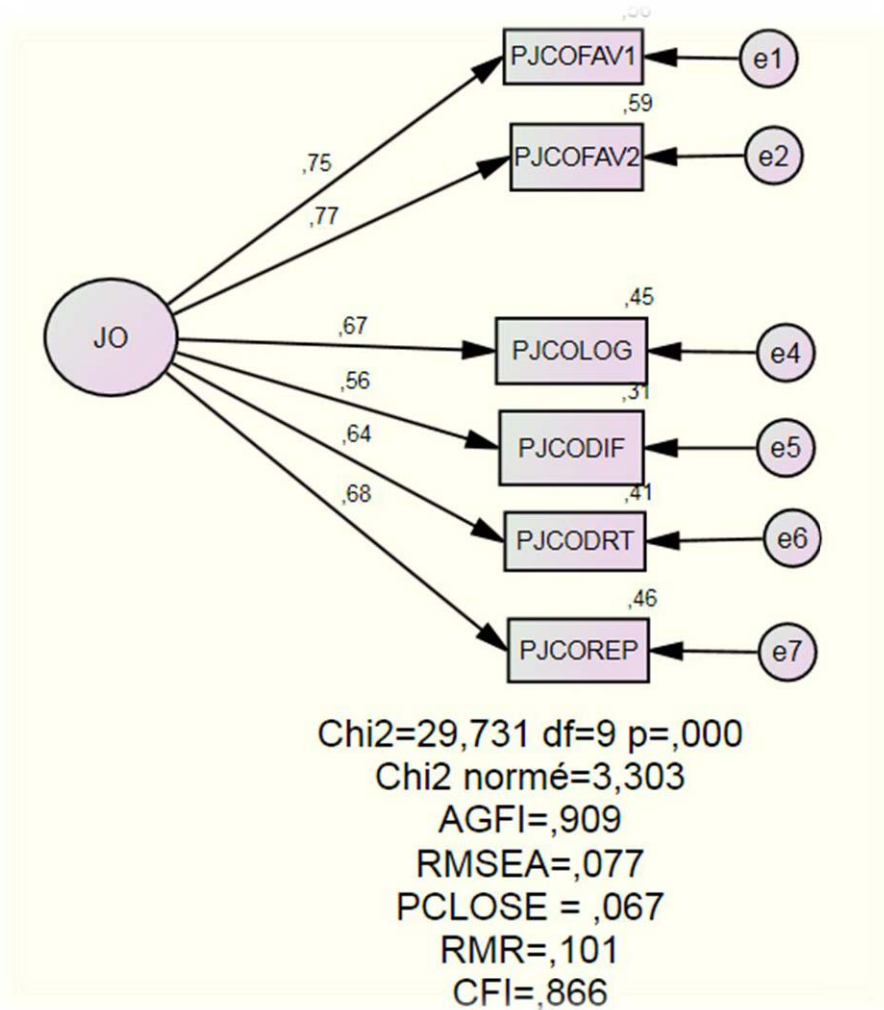 PJCOFAV1
e1
,59
PJCOFAV2
e2
,75
,77
JO
,45
,67
PJCOLOG
e4
,31
,56
PJCODIF
e5
,41
,64
PJCODRT
e6
,46
,68
PJCOREP
e7
Chi2=29,731 df=9 p=,000
Chi2 normé=3,303
AGFI=,909
RMSEA=,077
PCLOSE = ,067
RMR=,101
CFI=,866